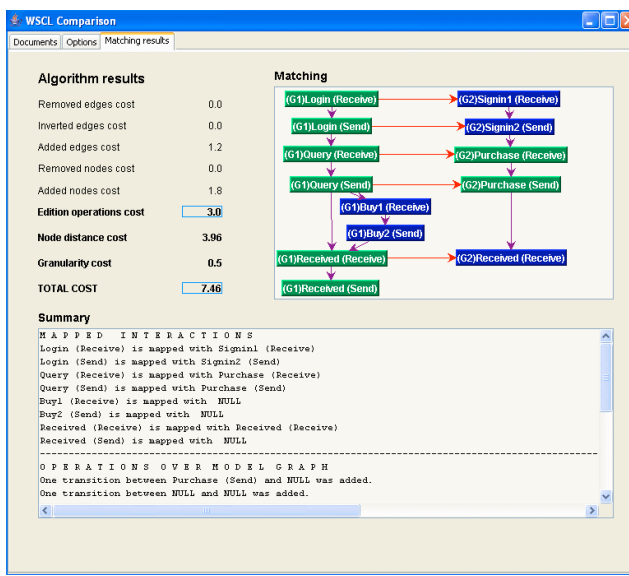 WSCL Comparison
Documents Options Matching results
Algorithm results
Removed edges cost 0.0
Inverted edges cost 0.0
Added edges cost 1.2
Removed nodes cost 0.0
Added nodes cost 1.8
Edition operations cost 3.0
Node distance cost 3.96
Granularity cost 0.5
TOTAL COST 7.46
Matching
(G1)Login (Receive) (G2)Signin1 (Receive)
(G1)Login (Send) (G2)Signin2 (Send)
(G1)Query (Receive) (G2)Purchase (Receive)
(G1)Query (Send) (G2)Purchase (Send)
(G1)Buy1 (Receive)
(G1)Buy2 (Send)
(G1)Received (Receive) (G2)Received (Receive)
(G1)Received (Send)
Summary
M A P P E D I N T E R A C T I O N S
Login (Receive) is mapped with Signin1 (Receive)
Login (Send) is mapped with Signin2 (Send)
Query (Receive) is mapped with Purchase (Receive)
Query (Send) is mapped with Purchase (Send)
Buy1 (Receive) is mapped with NULL
Buy2 (Send) is mapped with NULL
Received (Receive) is mapped with Received (Receive)
Received (Send) is mapped with NULL
O P E R A T I O N S O V E R M O D E L G R A P H
One transition between Purchase (Send) and NULL was added.
One transition between NULL and NULL was added.